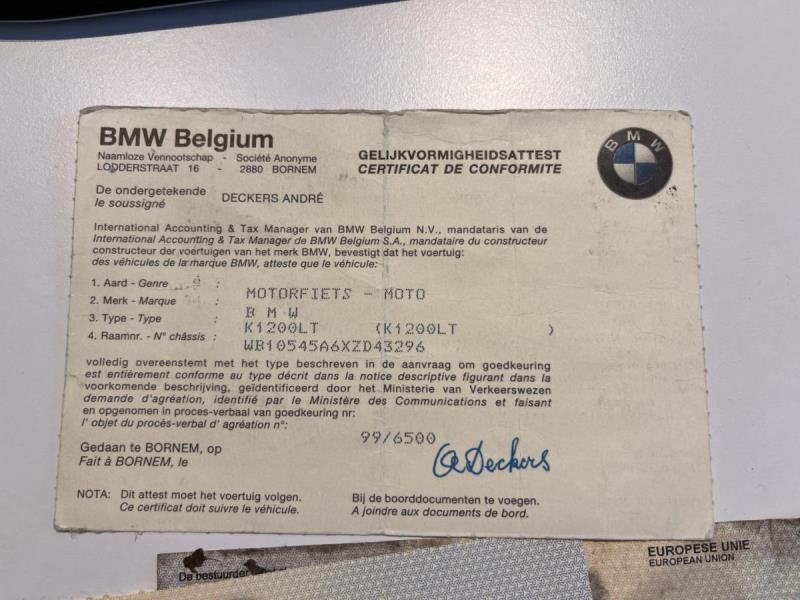 BMW Belgium
Naamloze Vennootschap - Société Anonyme
LODDERSTRAAT 16 - 2880 BORNEM
GELIJKVORMIGHEIDSATTEST
CERTIFICAT DE CONFORMITE
BMW
De ondergetekende
le soussigné
DECKERS ANDRÉ
International Accounting & Tax Manager van BMW Belgium N.V., mandataris van de
International Accounting & Tax Manager de BMW Belgium S.A., mandataire du constructeur
constructeur der voertuigen van het merk BMW, bevestigt dat het voertuig:
des véhicules de la marque BMW, atteste que le véhicule:
1. Aard - Genre : MOTORFIETS - MOTO
2. Merk - Marque : B M W
3. Type - Type : K1200LT (K1200LT )
4. Raamnr. - N° châssis : WB10545A6XZD43296
volledig overeenstemt met het type beschreven in de aanvraag om goedkeuring
est entièrement conforme au type décrit dans la notice descriptive figurant dans la
voorkomende beschrijving, geïdentificeerd door het Ministerie van Verkeerswezen
demande d'agréation, identifié par le Ministère des Communications et faisant
en opgenomen in proces-verbaal van goedkeuring nr:
l' objet du procès-verbal d' agréation n°:
99/6500
Gedaan te BORNEM, op
Fait à BORNEM, le
Deckers
NOTA: Dit attest moet het voertuig volgen.
Ce certificat doit suivre le véhicule.
Bij de boorddocumenten te voegen.
A joindre aux documents de bord.
De bestuurder
EUROPESE UNIE
EUROPEAN UNION